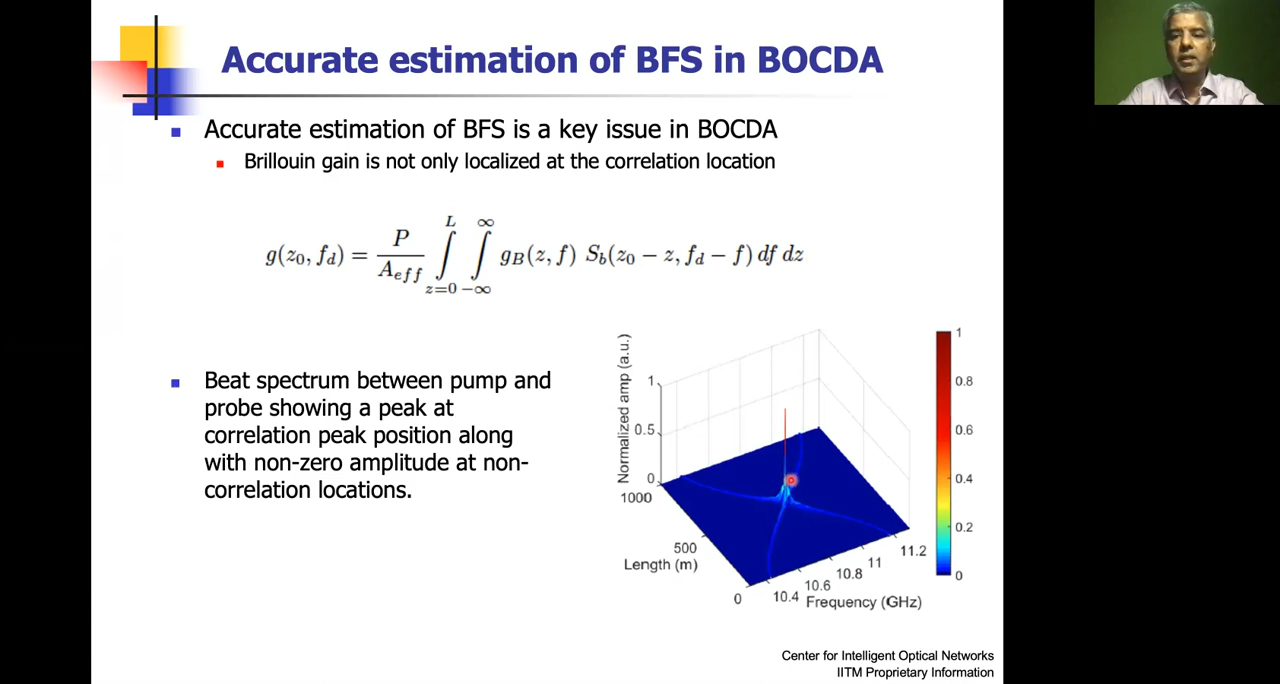 Accurate estimation of BFS in BOCDA
Accurate estimation of BFS is a key issue in BOCDA
Brillouin gain is not only localized at the correlation location
g(z₀, f_d) = P/A_eff ∫_{z=0}^{L} ∫_{-∞}^{∞} g_B(z, f) S_b(z₀ − z, f_d − f) df dz
Beat spectrum between pump and
probe showing a peak at
correlation peak position along
with non-zero amplitude at non-
correlation locations.
Normalized amp (a.u.)
1
0.5
0
1000
500
0
Length (m)
10.4
10.6
10.8
11
11.2
Frequency (GHz)
1
0.8
0.6
0.4
0.2
0
Center for Intelligent Optical Networks
IITM Proprietary Information